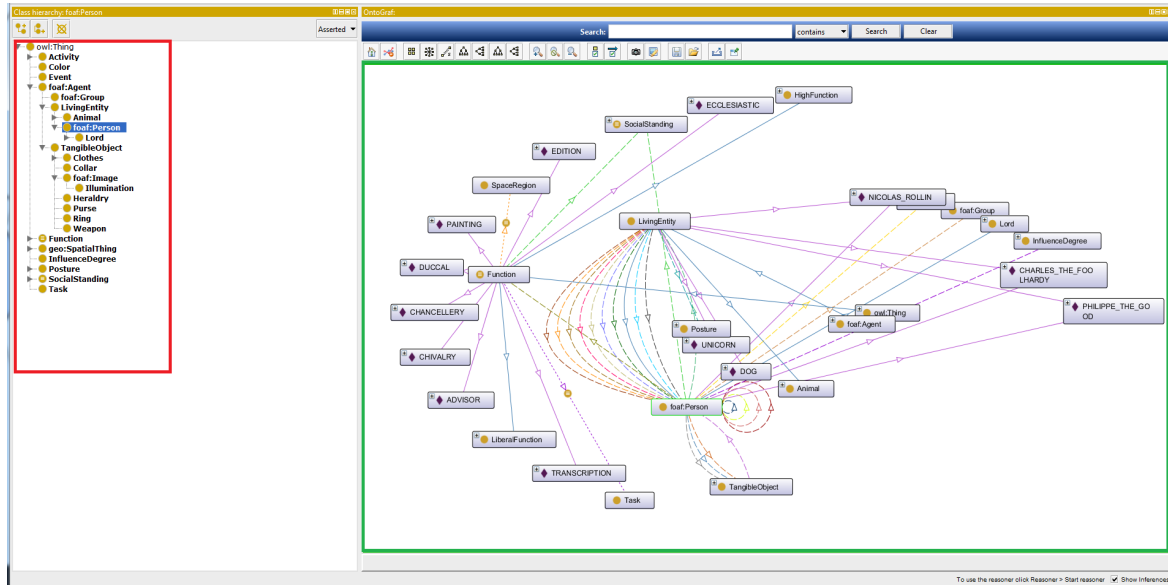 Class hierarchy: foaf:Person
Asserted
owl:Thing
Activity
Color
Event
foaf:Agent
foaf:Group
LivingEntity
Animal
foaf:Person
Lord
TangibleObject
Clothes
Collar
foaf:Image
Illumination
Heraldry
Purse
Ring
Weapon
Function
geo:SpatialThing
InfluenceDegree
Posture
SocialStanding
Task
OntoGraf:
Search: contains Search Clear
HighFunction
ECCLESIASTIC
SocialStanding
EDITION
SpaceRegion
NICOLAS_ROLLIN
foaf:Group
LivingEntity
PAINTING
Lord
InfluenceDegree
DUCCAL
Function
CHARLES_THE_FOO
LHARDY
CHANCELLERY
owl:Thing
PHILIPPE_THE_GO
OD
foaf:Agent
Posture
UNICORN
CHIVALRY
DOG
Animal
ADVISOR
foaf:Person
LiberalFunction
TRANSCRIPTION
TangibleObject
Task
To use the reasoner click Reasoner > Start reasoner Show Inferences